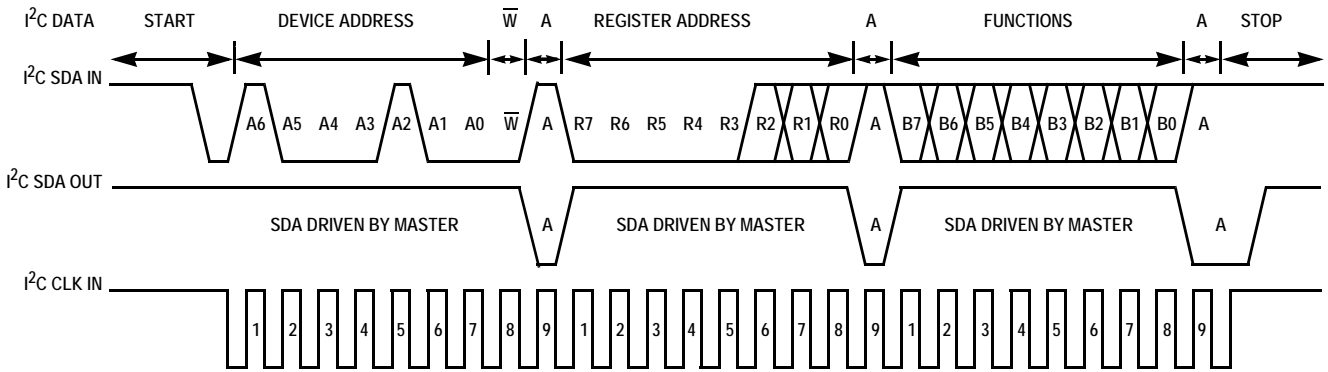 I²C DATA START DEVICE ADDRESS W̅ A REGISTER ADDRESS A FUNCTIONS A STOP
I²C SDA IN
A6 A5 A4 A3 A2 A1 A0 W̅ A R7 R6 R5 R4 R3 R2 R1 R0 A B7 B6 B5 B4 B3 B2 B1 B0 A
I²C SDA OUT
SDA DRIVEN BY MASTER A SDA DRIVEN BY MASTER A SDA DRIVEN BY MASTER A
I²C CLK IN
1 2 3 4 5 6 7 8 9 1 2 3 4 5 6 7 8 9 1 2 3 4 5 6 7 8 9